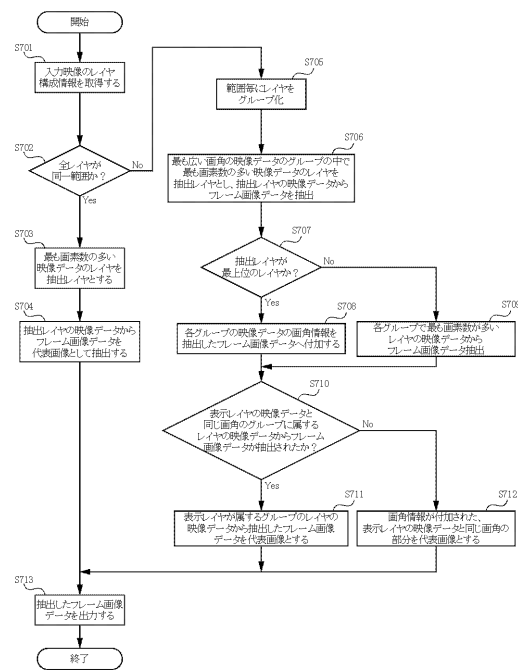 開始
S701
入力映像のレイヤ
構成情報を取得する
S702
全レイヤが
同一範囲か？
No
Yes
S703
最も画素数の多い
映像データのレイヤを
抽出レイヤとする
S704
抽出レイヤの映像データから
フレーム画像データを
代表画像として抽出する
S705
範囲毎にレイヤを
グループ化
S706
最も広い画角の映像データのグループの中で
最も画素数の多い映像データのレイヤを
抽出レイヤとし、抽出レイヤの映像データから
フレーム画像データを抽出
S707
抽出レイヤが
最上位のレイヤか？
No
Yes
S708
各グループの映像データの画角情報を
抽出したフレーム画像データへ付加する
S709
各グループで最も画素数が多い
レイヤの映像データから
フレーム画像データ抽出
S710
表示レイヤの映像データと
同じ画角のグループに属する
レイヤの映像データからフレーム
画像データが抽出されたか？
No
Yes
S711
表示レイヤが属するグループのレイヤの
映像データから抽出したフレーム画像
データを代表画像とする
S712
画角情報が付加された、
表示レイヤの映像データと同じ画角の
部分を代表画像とする
S713
抽出したフレーム画像
データを出力する
終了